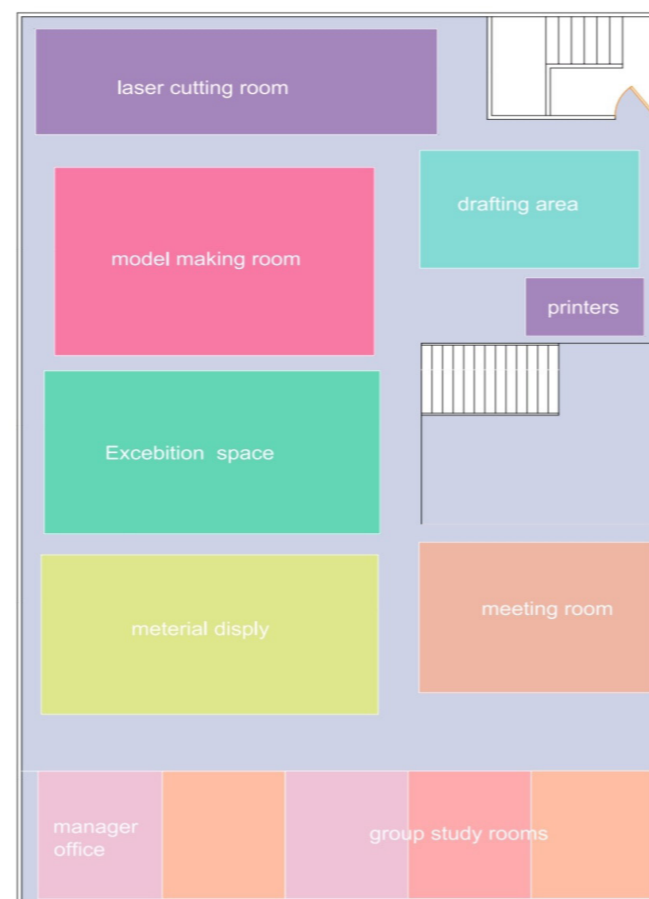 laser cutting room
drafting area
model making room
printers
Excebition  space
meeting room
meterial disply
manager
office
group study rooms